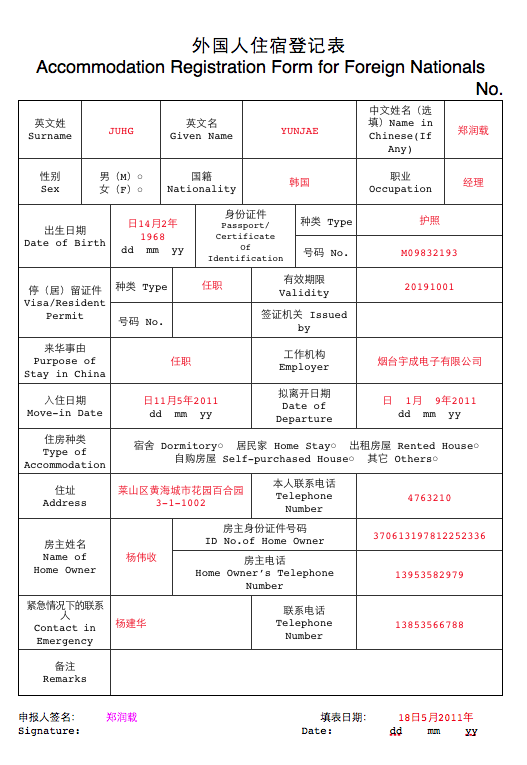 外国人住宿登记表
Accommodation Registration Form for Foreign Nationals
No.
英文姓
Surname
JUHG
英文名
Given Name
YUNJAE
中文姓名（选
填）Name in
Chinese(If
Any)
郑润载
性别
Sex
男（M）○
女（F）○
国籍
Nationality
韩国
职业
Occupation
经理
出生日期
Date of Birth
日14月2年
1968
dd mm yy
身份证件
Passport/
Certificate
Of
Identification
种类 Type
护照
号码 No.
M09832193
停（居）留证件
Visa/Resident
Permit
种类 Type
任职
有效期限
Validity
20191001
号码 No.
签证机关 Issued
by
来华事由
Purpose of
Stay in China
任职
工作机构
Employer
烟台宇成电子有限公司
入住日期
Move-in Date
日11月5年2011
dd mm yy
拟离开日期
Date of
Departure
日 1月 9年2011
dd mm yy
住房种类
Type of
Accommodation
宿舍 Dormitory○ 居民家 Home Stay○ 出租房屋 Rented House○
自购房屋 Self-purchased House○ 其它 Others○
住址
Address
莱山区黄海城市花园百合园
3-1-1002
本人联系电话
Telephone
Number
4763210
房主姓名
Name of
Home Owner
杨伟收
房主身份证件号码
ID No.of Home Owner
370613197812252336
房主电话
Home Owner's Telephone
Number
13953582979
紧急情况下的联系
人
Contact in
Emergency
杨建华
联系电话
Telephone
Number
13853566788
备注
Remarks
申报人签名： 郑润载 填表日期： 18日5月2011年
Signature: Date: dd mm yy